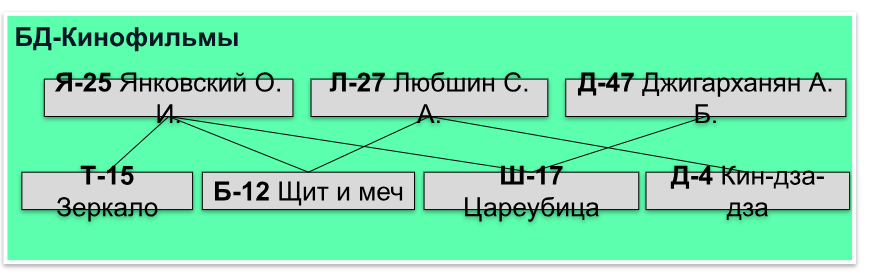 БД-Кинофильмы
Я-25 Янковский О.
И.
Л-27 Любшин С.
А.
Д-47 Джигарханян А.
Б.
Т-15
Зеркало
Б-12 Щит и меч
Ш-17
Цареубица
Д-4 Кин-дза-
дза